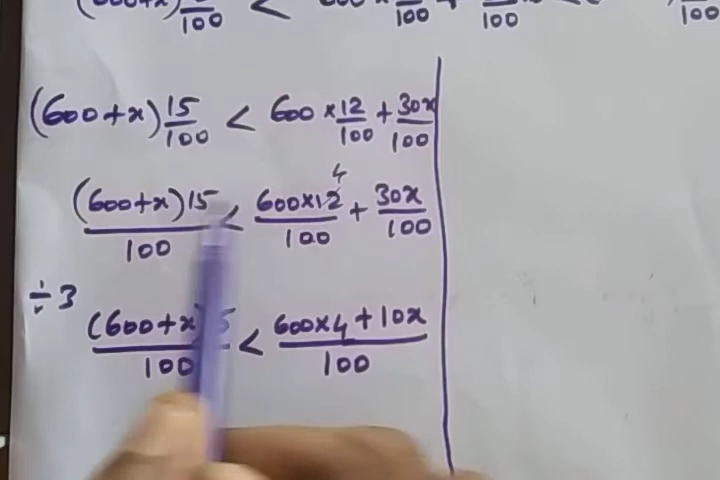 (600+x) 15/100 < 600 × 12/100 + 30x/100
(600+x)15/100 < 600×12/100 + 30x/100
4
÷3
(600+x)5/100 < 600×4+10x/100